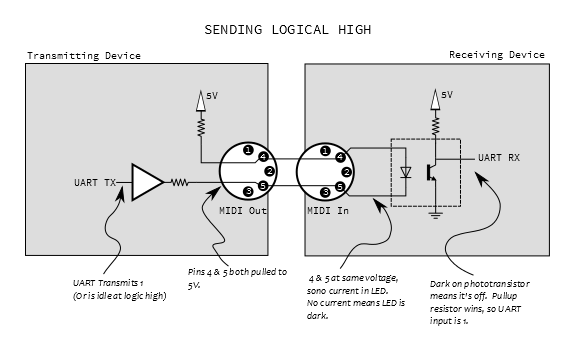 SENDING LOGICAL HIGH
Transmitting Device
Receiving Device
5V
5V
1
4
2
5
3
1
4
2
5
3
UART TX
UART RX
MIDI Out
MIDI In
UART Transmits 1
(Or is idle at logic high)
Pins 4 & 5 both pulled to
5V.
4 & 5 at same voltage,
so no current in LED.
No current means LED is
dark.
Dark on phototransistor
means it's off. Pullup
resistor wins, so UART
input is 1.